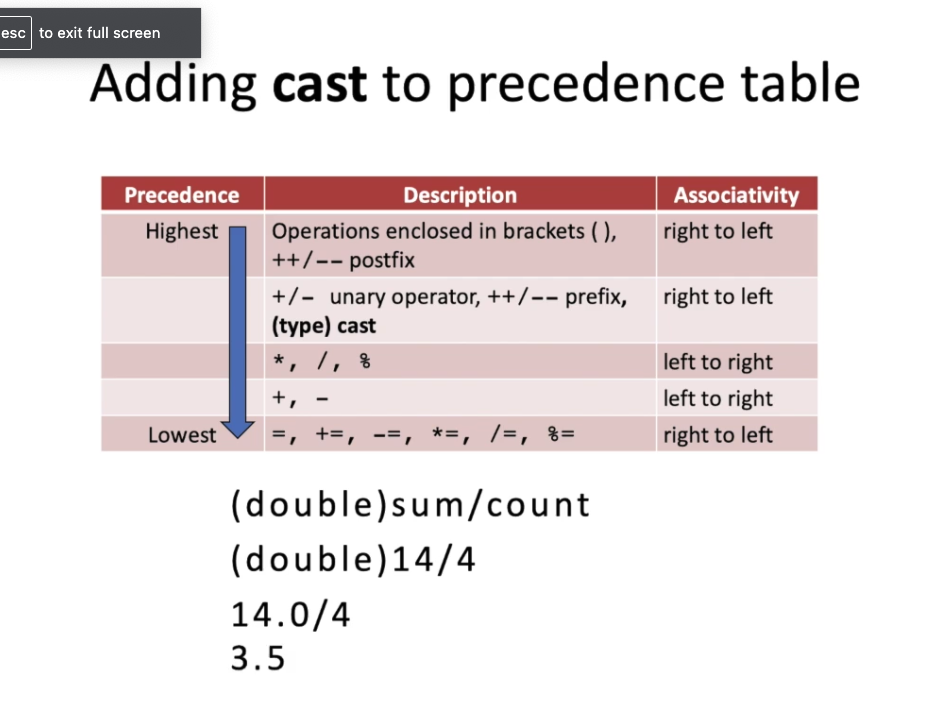 esc to exit full screen
Adding cast to precedence table
Precedence Description Associativity
Highest Operations enclosed in brackets ( ), right to left
++/-- postfix
+/- unary operator, ++/-- prefix, right to left
(type) cast
*, /, % left to right
+, - left to right
Lowest =, +=, -=, *=, /=, %= right to left
(double)sum/count
(double)14/4
14.0/4
3.5